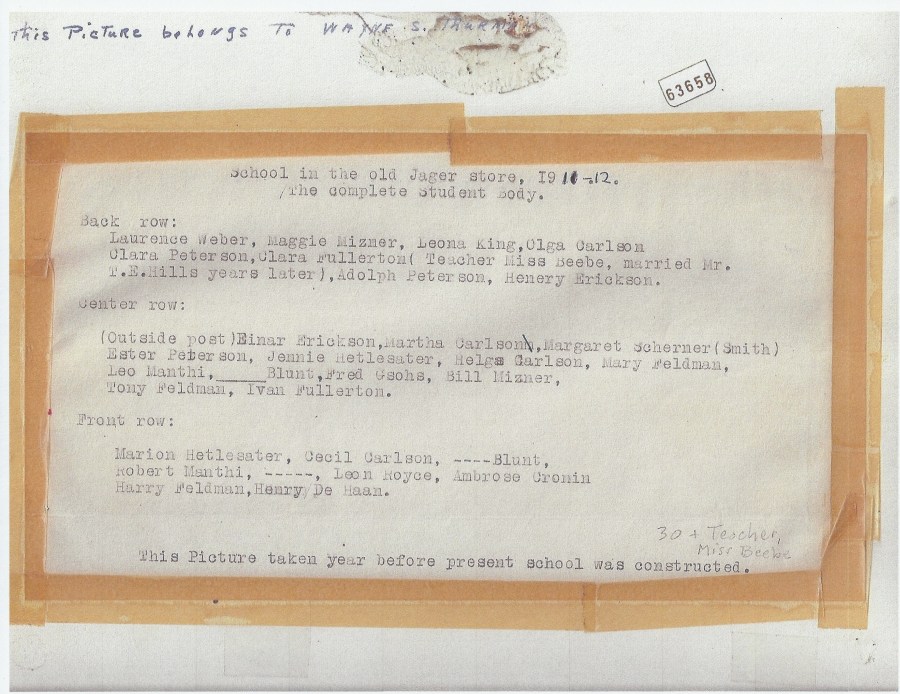 This Picture belongs To WAYNE S.
63658
School in the old Jager store, 1911-12.
The complete Student Body.
Back row:
Laurence Weber, Maggie Mizner, Leona King,Olga Carlson
Clara Peterson,Clara Fullerton( Teacher Miss Beebe, married Mr.
T.E.Hills years later),Adolph Peterson, Henery Erickson.
Center row:
(Outside post)Einar Erickson,Martha Carlson,Margaret Scherner(Smith)
Ester Peterson, Jennie Hetlesater, Helge Carlson, Mary Feldman,
Leo Manthi,_____Blunt,Fred Gsohs, Bill Mizner,
Tony Feldman, Ivan Fullerton.
Front row:
Marion Hetlesater, Cecil Carlson, ----Blunt,
Robert Manthi, -----, Leon Royce, Ambrose Cronin
Harry Feldman,Henry De Haan.
30 + Teacher,
Miss Beebe
This Picture taken year before present school was constructed.